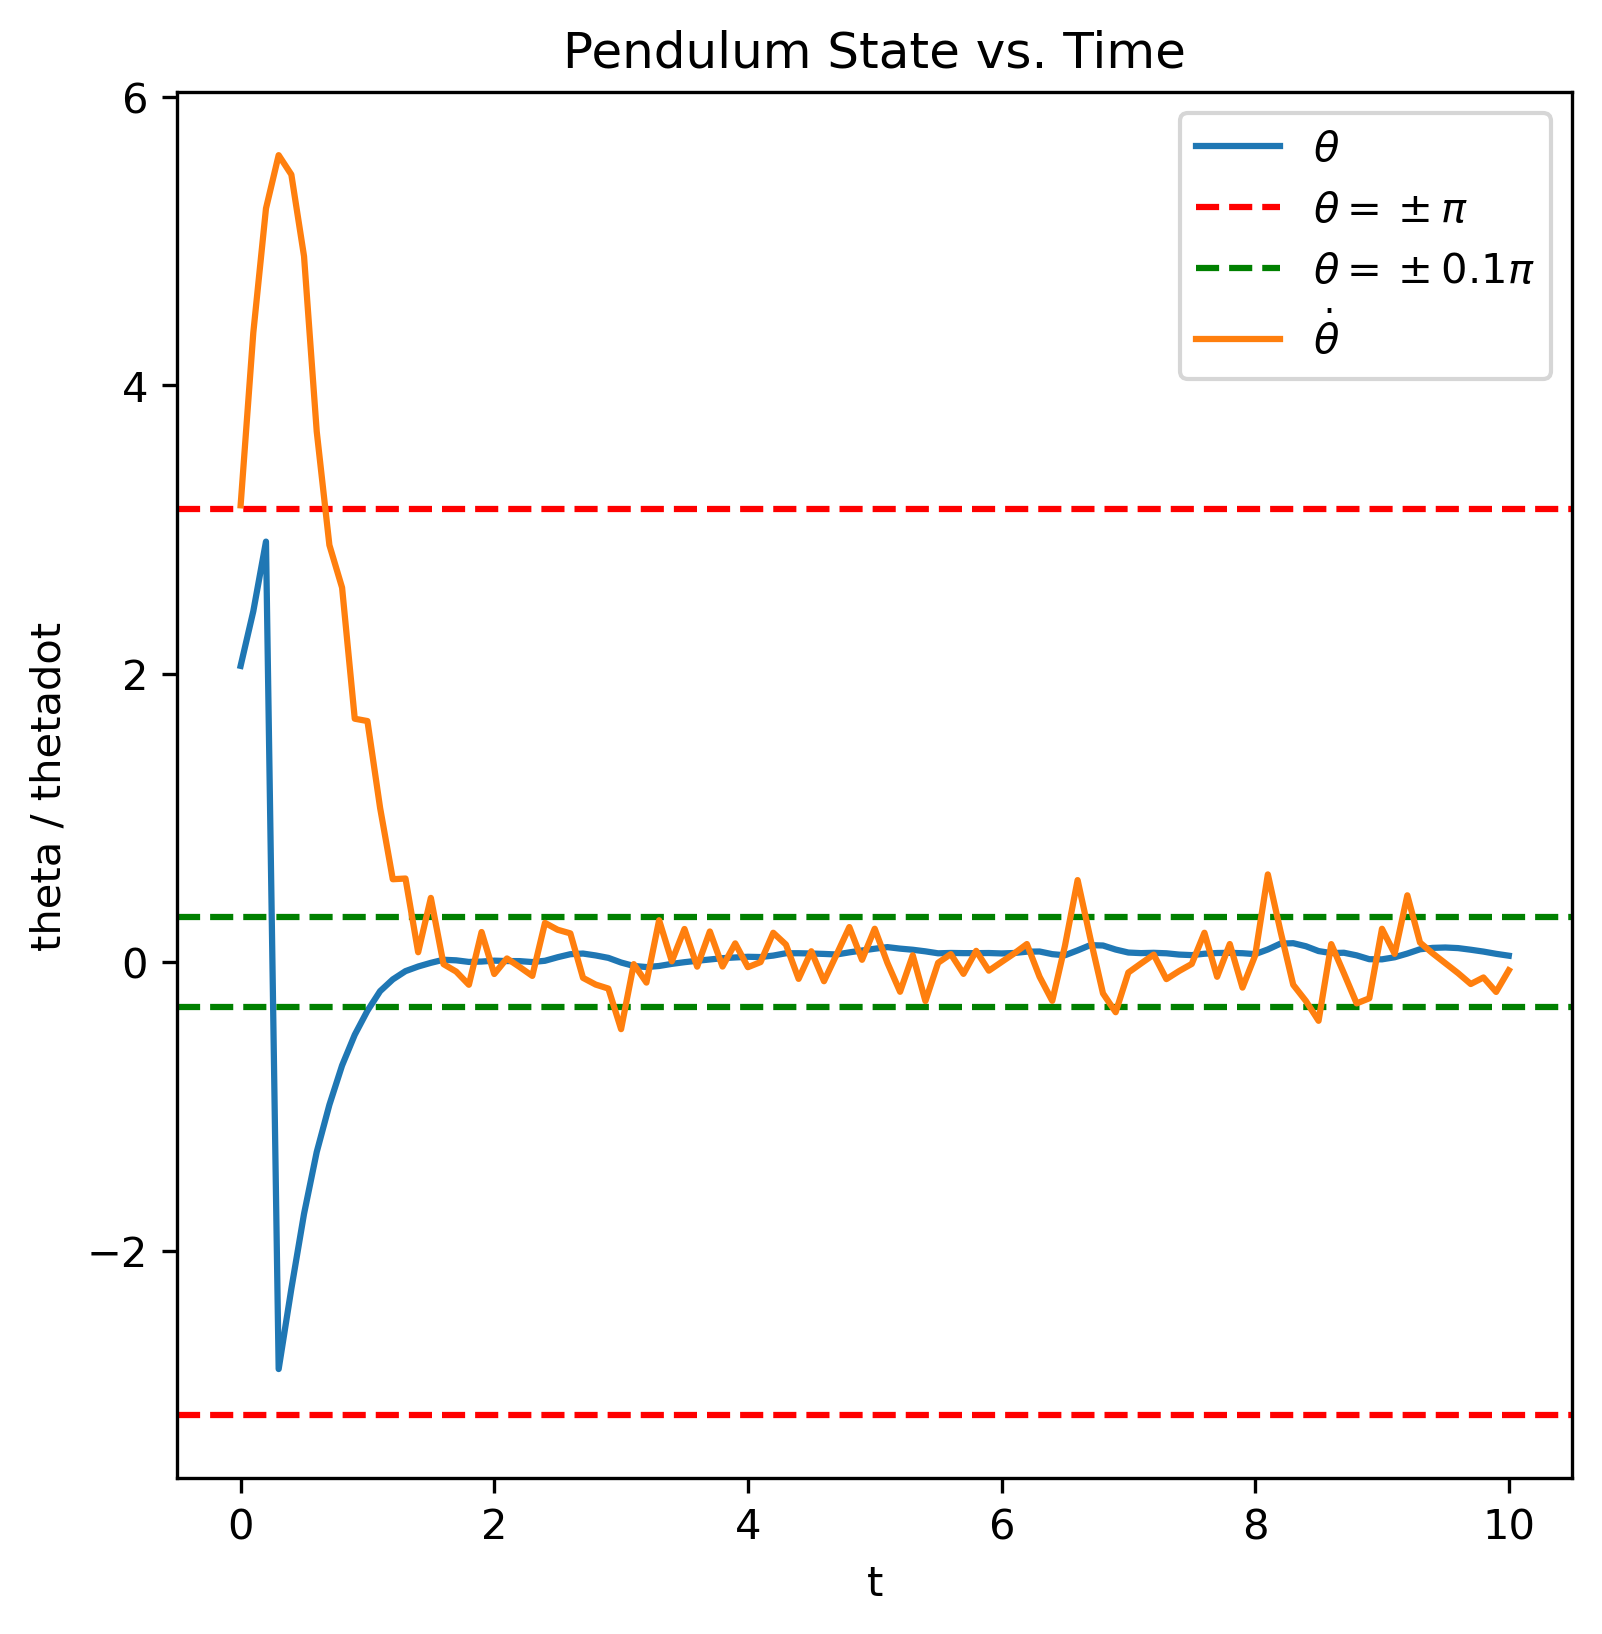 Pendulum State vs. Time
6
4
2
0
−2
theta / thetadot
0 2 4 6 8 10
t
θ
θ = ± π
θ = ± 0.1π
θ̇